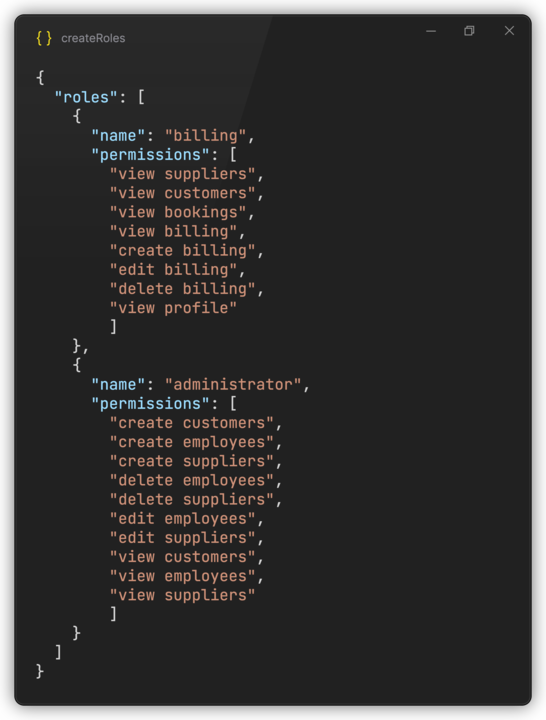 { } createRoles
{
  "roles": [
    {
      "name": "billing",
      "permissions": [
        "view suppliers",
        "view customers",
        "view bookings",
        "view billing",
        "create billing",
        "edit billing",
        "delete billing",
        "view profile"
        ]
    },
    {
      "name": "administrator",
      "permissions": [
        "create customers",
        "create employees",
        "create suppliers",
        "delete employees",
        "delete suppliers",
        "edit employees",
        "edit suppliers",
        "view customers",
        "view employees",
        "view suppliers"
        ]
    }
  ]
}